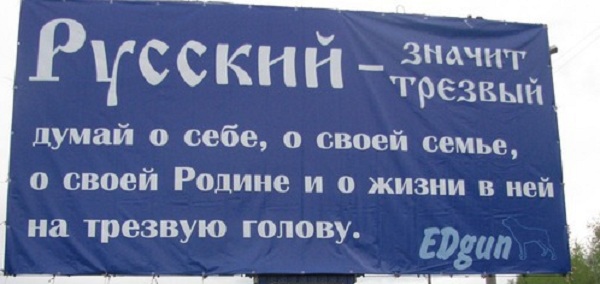 Русский – значит
трезвый
думай о себе, о своей семье,
о своей Родине и о жизни в ней
на трезвую голову.
EDgun